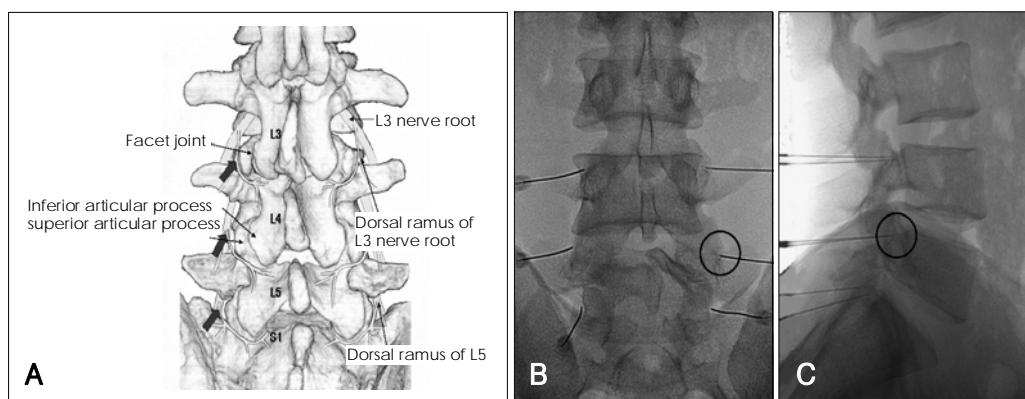 L3 nerve root
L3
Facet joint
Inferior articular process
superior articular process
L4
Dorsal ramus of
L3 nerve root
L5
S1
Dorsal ramus of L5
A
B
C